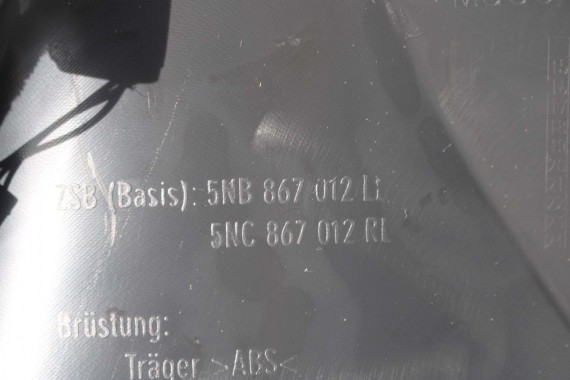 ZSB (Basis): 5NB 867 012 LL
5NC 867 012 RL
Brüstung:
Träger >ABS<